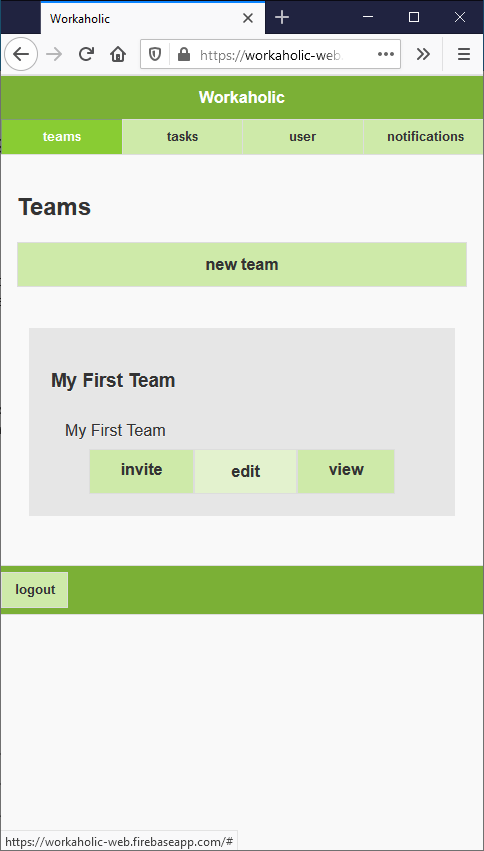 Workaholic
https://workaholic-web.
Workaholic
teams tasks user notifications
Teams
new team
My First Team
My First Team
invite edit view
logout
https://workaholic-web.firebaseapp.com/#